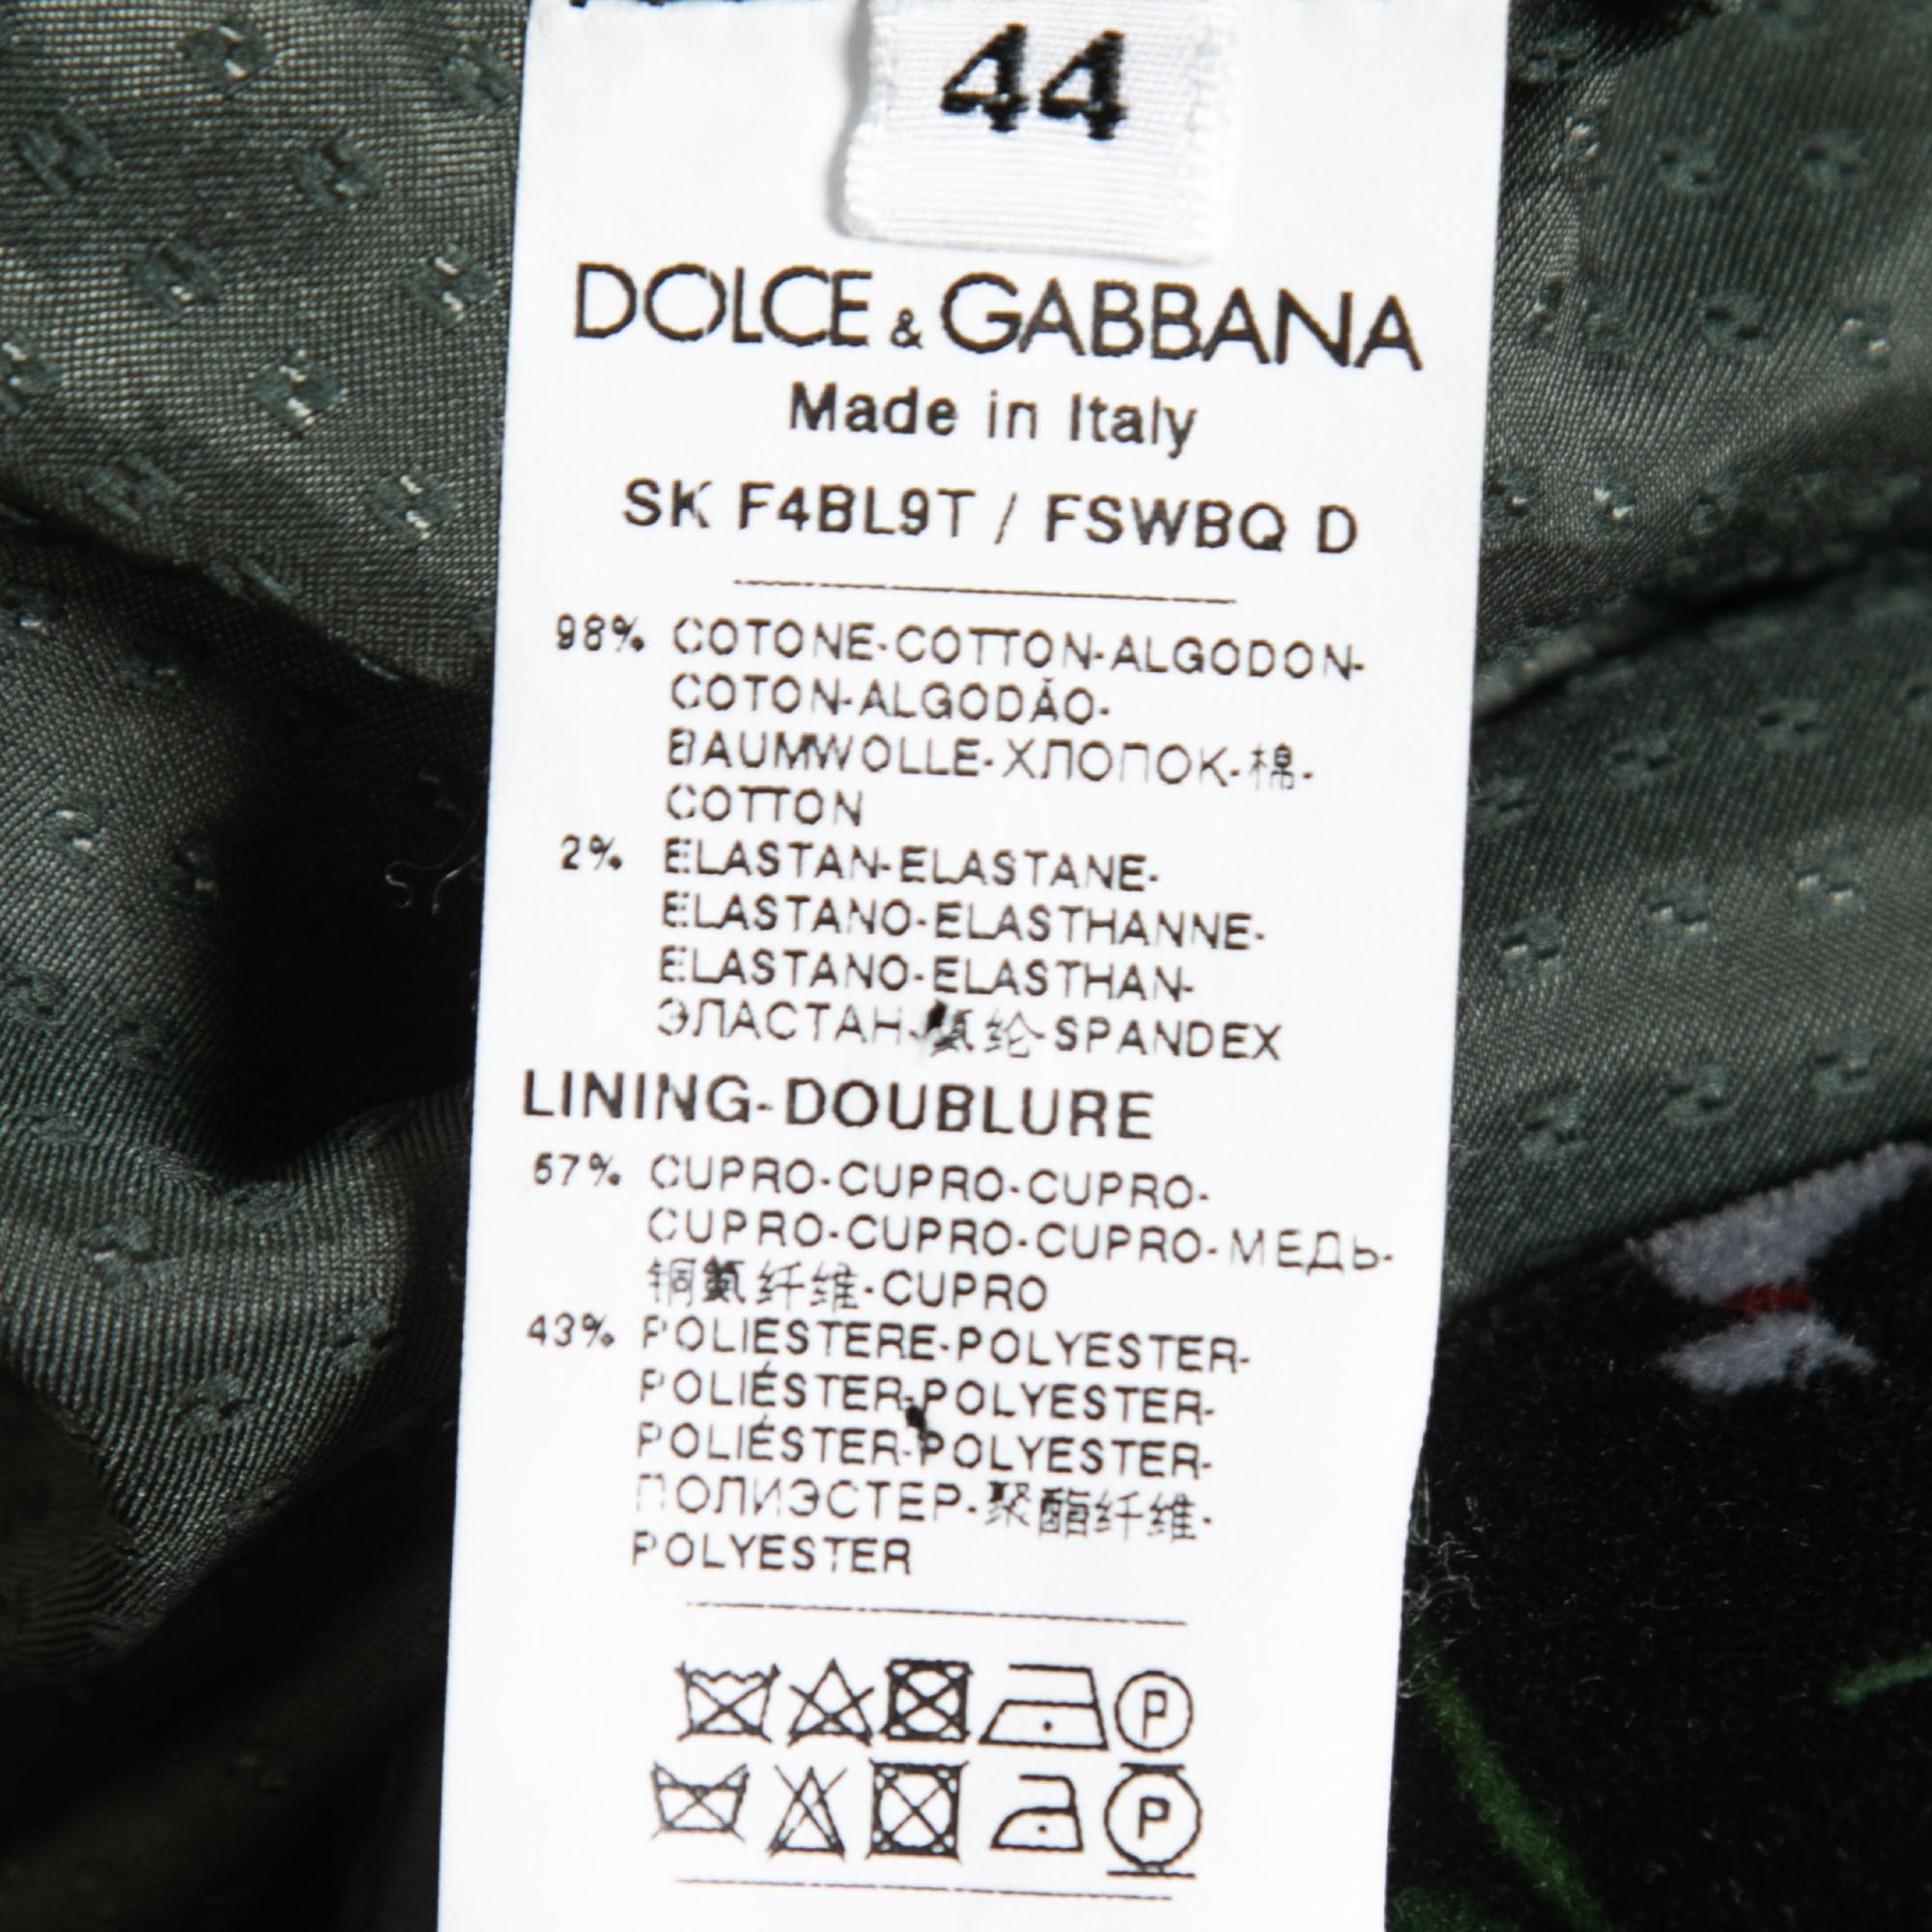 44
DOLCE & GABBANA
Made in Italy
SK F4BL9T / FSWBQ D
98% COTONE-COTTON-ALGODON-
COTON-ALGODÃO-
BAUMWOLLE-ХЛОПОК-棉-
COTTON
2% ELASTAN-ELASTANE-
ELASTANO-ELASTHANNE-
ELASTANO-ELASTHAN-
ЭЛАСТАН-氨纶-SPANDEX
LINING-DOUBLURE
57% CUPRO-CUPRO-CUPRO-
CUPRO-CUPRO-CUPRO-МЕДЬ-
铜氨纤维-CUPRO
43% POLIESTERE-POLYESTER-
POLIÉSTER-POLYESTER-
POLIÉSTER-POLYESTER-
ПОЛИЭСТЕР-聚酯纤维-
POLYESTER
P
P